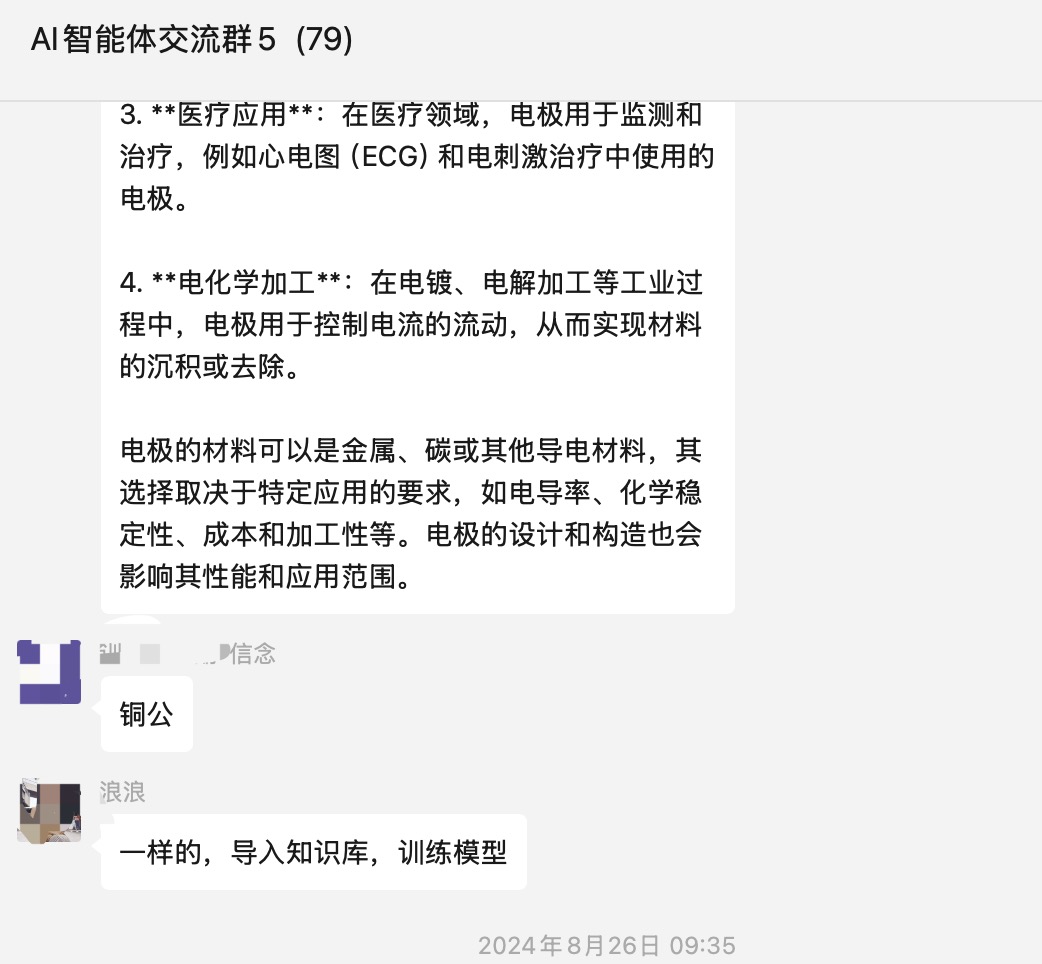 AI智能体交流群5（79）
3. **医疗应用**：在医疗领域，电极用于监测和
治疗，例如心电图（ECG）和电刺激治疗中使用的
电极。
4. **电化学加工**：在电镀、电解加工等工业过
程中，电极用于控制电流的流动，从而实现材料
的沉积或去除。
电极的材料可以是金属、碳或其他导电材料，其
选择取决于特定应用的要求，如电导率、化学稳
定性、成本和加工性等。电极的设计和构造也会
影响其性能和应用范围。
信念
铜公
浪浪
一样的，导入知识库，训练模型
2024年8月26日 09:35